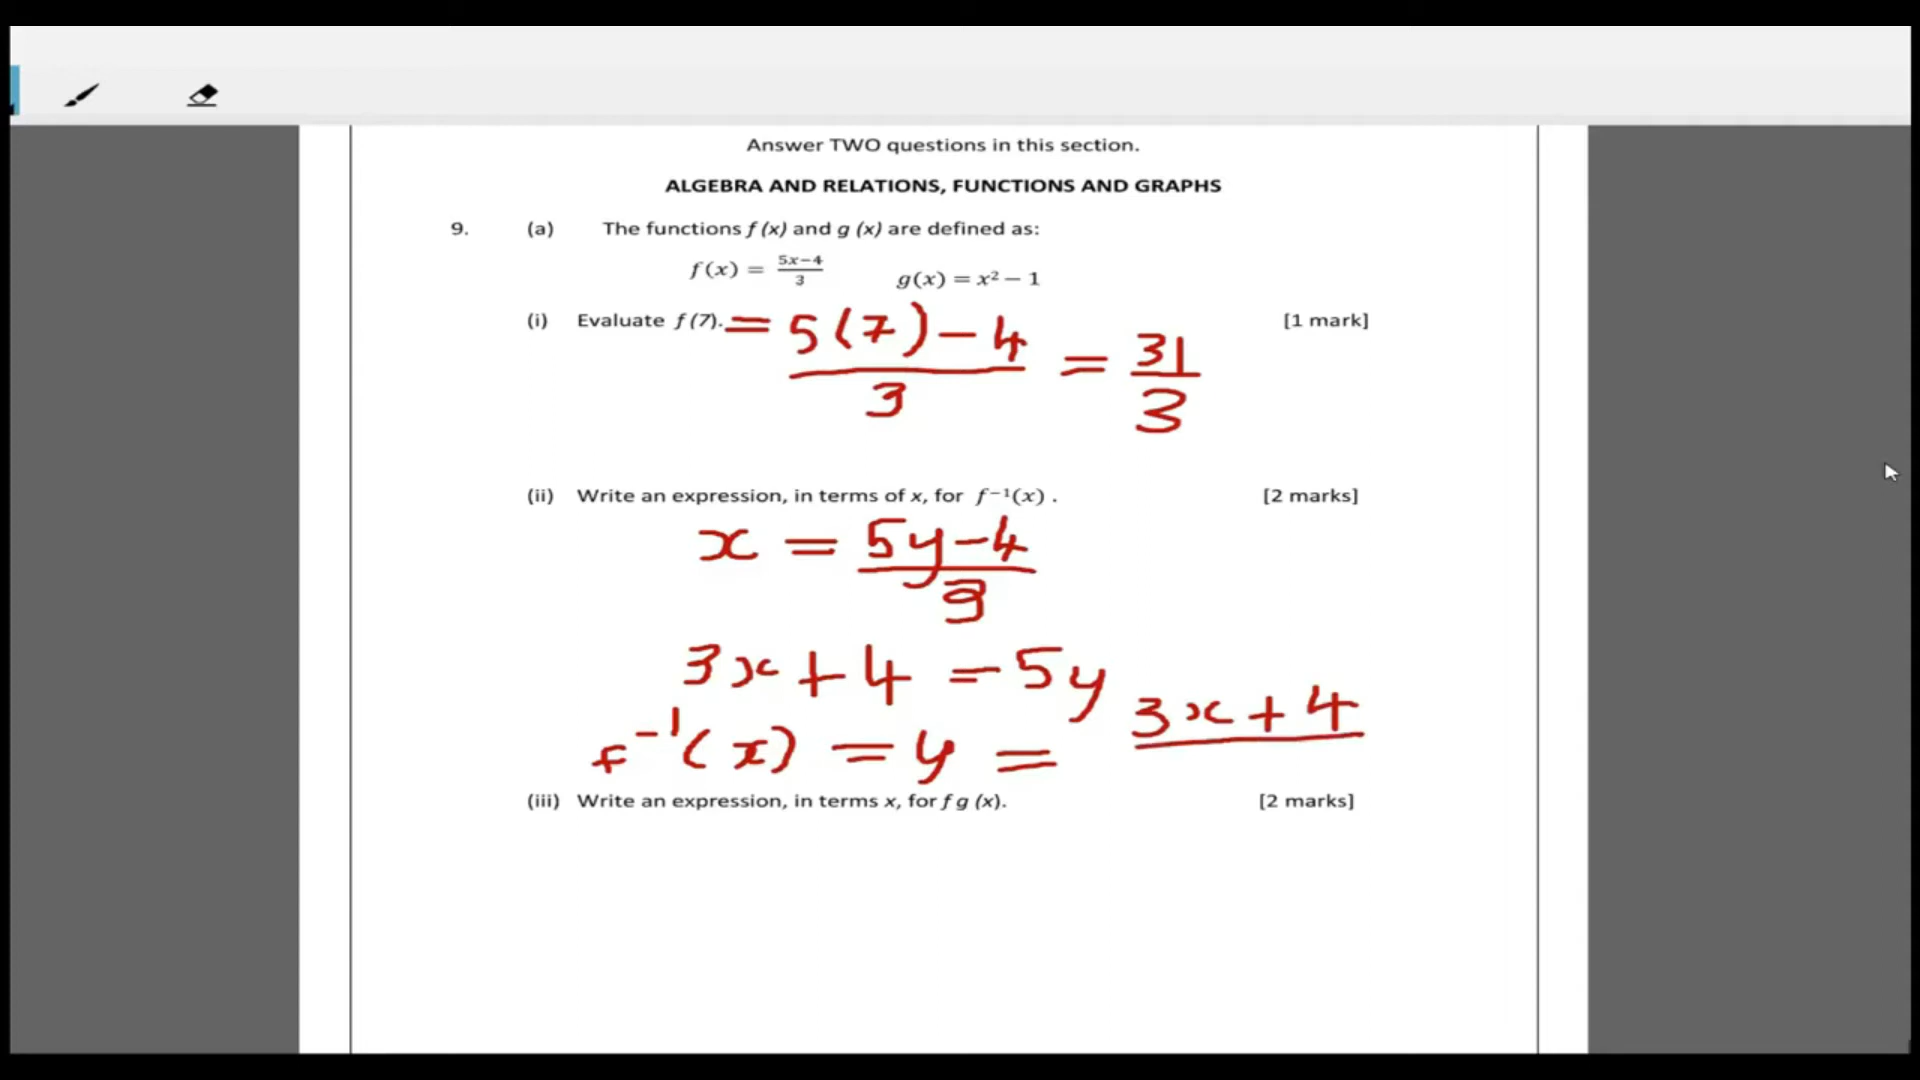 Answer TWO questions in this section.
ALGEBRA AND RELATIONS, FUNCTIONS AND GRAPHS
9. (a) The functions f (x) and g (x) are defined as:
f(x) = 5x−4/3 g(x) = x² − 1
(i) Evaluate f (7). = 5(7) − 4 / 3 = 31/3 [1 mark]
(ii) Write an expression, in terms of x, for f⁻¹(x) . [2 marks]
x = 5y−4 / 3
3x + 4 = 5y
f⁻¹(x) = y = 3x + 4
(iii) Write an expression, in terms x, for f g (x). [2 marks]